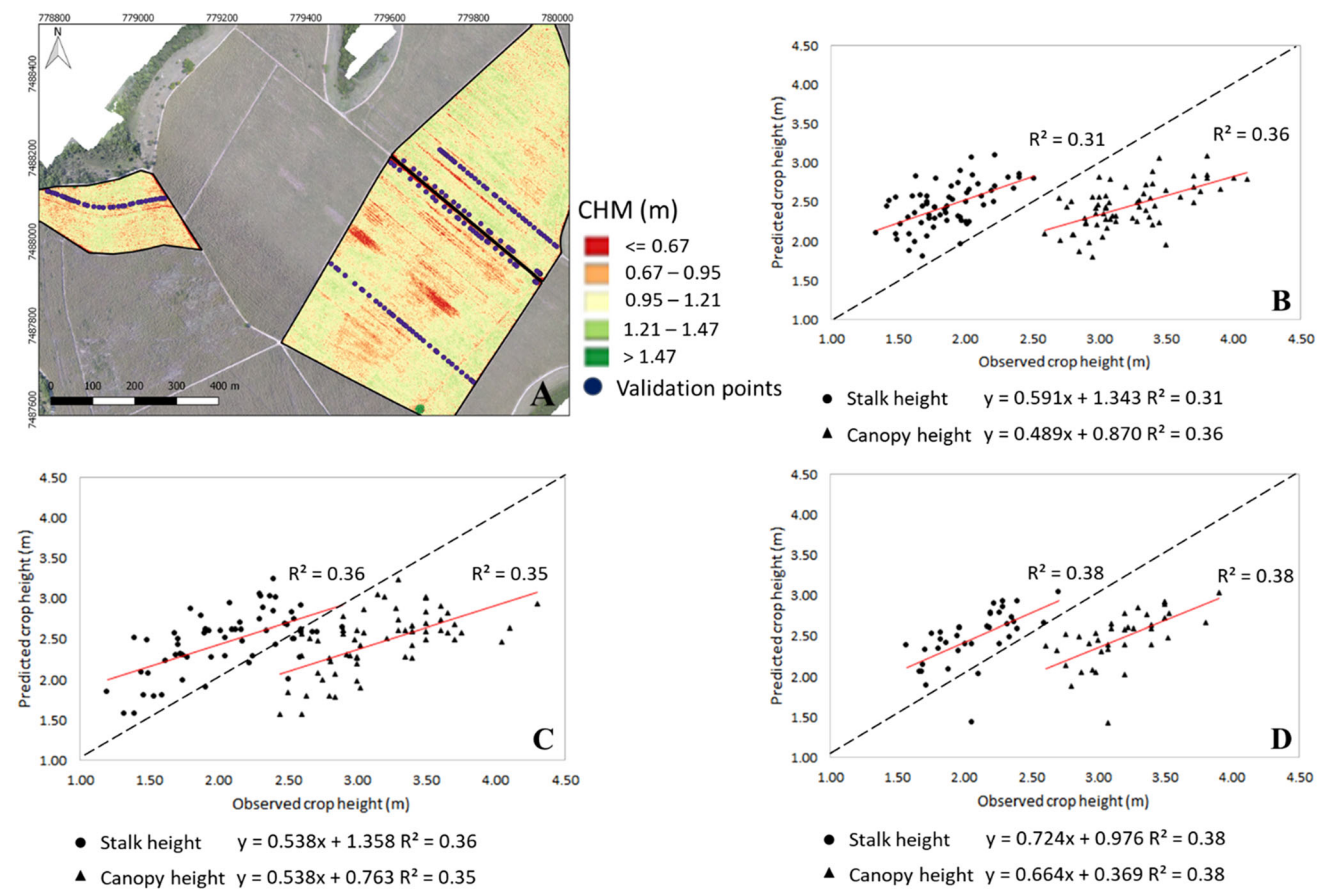 778800 779000 779200 779400 779600 779800 780000
N
7488400
7488200
7488000
7487800
7487600
0 100 200 300 400 m
A
CHM (m)
<= 0.67
0.67 – 0.95
0.95 – 1.21
1.21 – 1.47
> 1.47
Validation points
4.50
4.00
3.50
3.00
2.50
2.00
1.50
1.00
Predicted crop height (m)
R² = 0.31
R² = 0.36
B
1.00 1.50 2.00 2.50 3.00 3.50 4.00 4.50
Observed crop height (m)
Stalk height y = 0.591x + 1.343 R² = 0.31
Canopy height y = 0.489x + 0.870 R² = 0.36
4.50
4.00
3.50
3.00
2.50
2.00
1.50
1.00
Predicted crop height (m)
R² = 0.36
R² = 0.35
C
1.00 1.50 2.00 2.50 3.00 3.50 4.00 4.50
Observed crop height (m)
Stalk height y = 0.538x + 1.358 R² = 0.36
Canopy height y = 0.538x + 0.763 R² = 0.35
4.50
4.00
3.50
3.00
2.50
2.00
1.50
1.00
Predicted crop height (m)
R² = 0.38
R² = 0.38
D
1.00 1.50 2.00 2.50 3.00 3.50 4.00 4.50
Observed crop height (m)
Stalk height y = 0.724x + 0.976 R² = 0.38
Canopy height y = 0.664x + 0.369 R² = 0.38